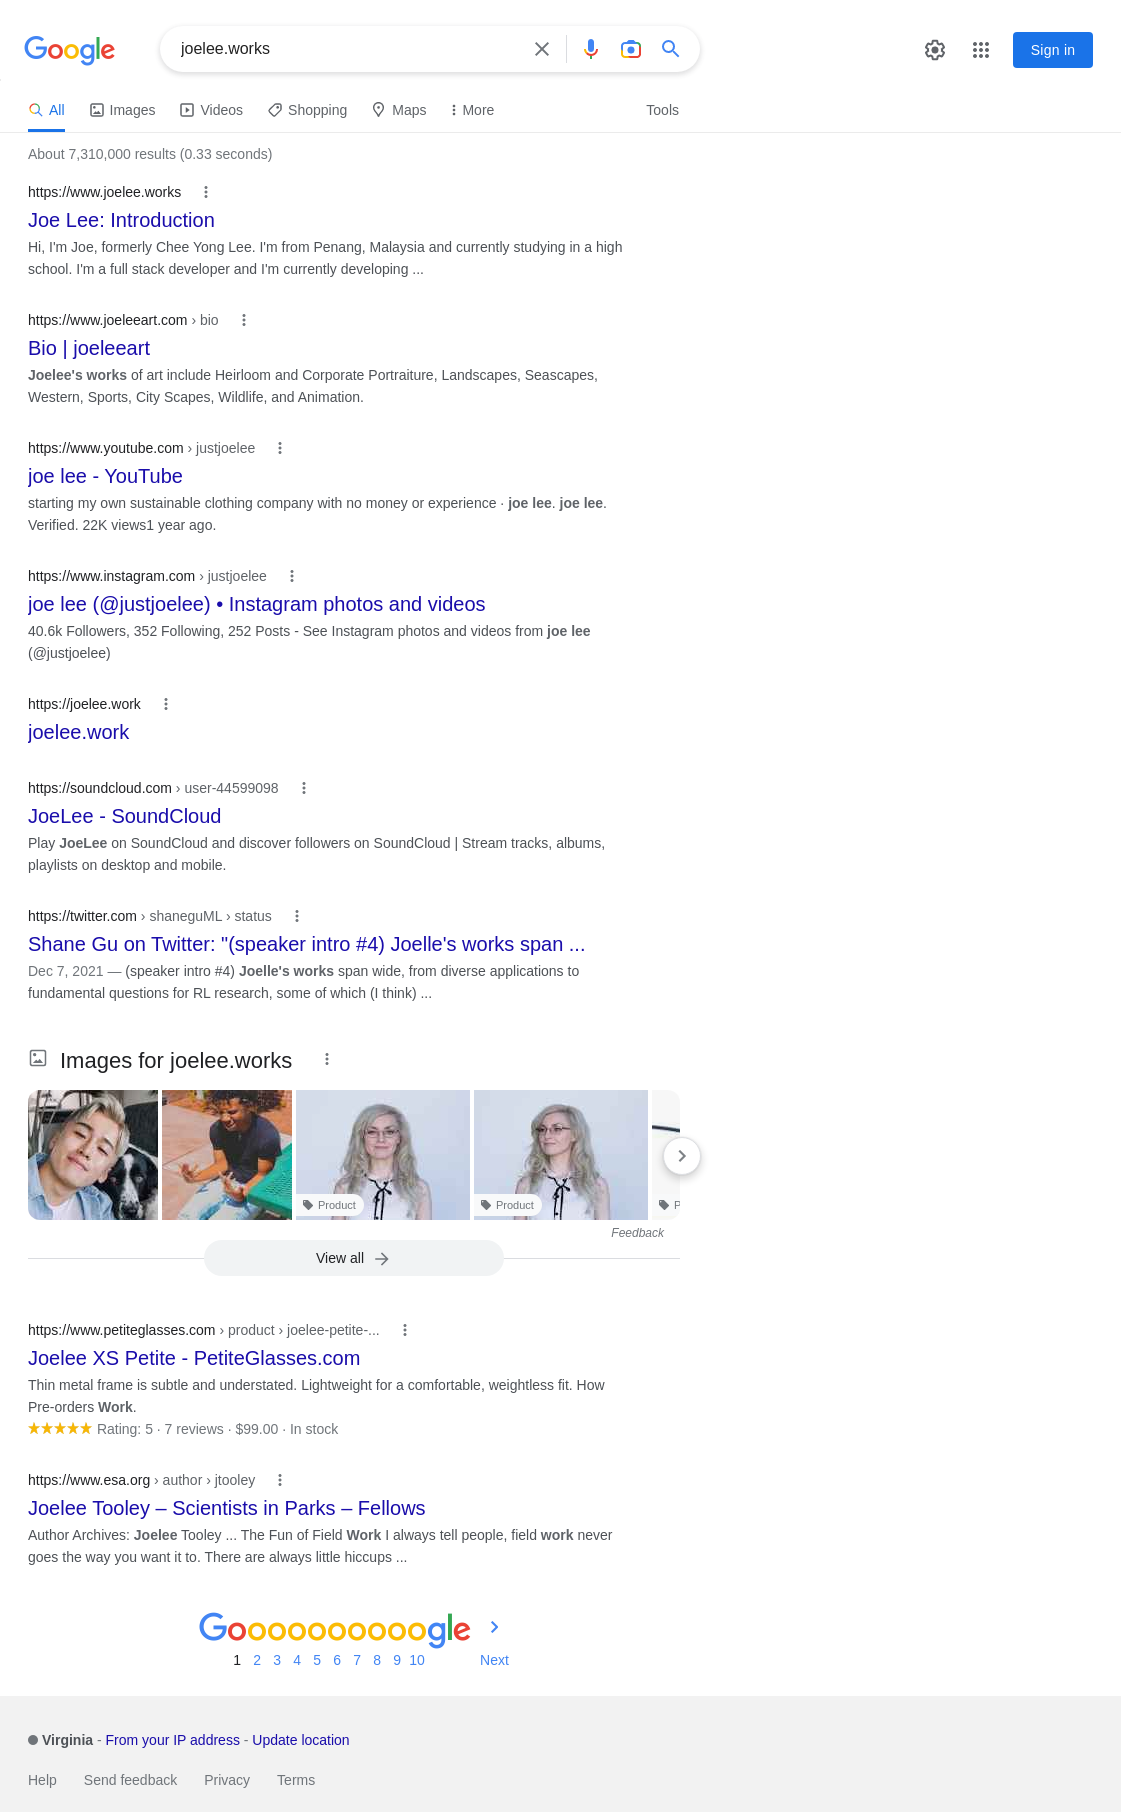 Google
joelee.works
Sign in
All
Images
Videos
Shopping
Maps
More
Tools
About 7,310,000 results (0.33 seconds)
https://www.joelee.works
Joe Lee: Introduction
Hi, I'm Joe, formerly Chee Yong Lee. I'm from Penang, Malaysia and currently studying in a high
school. I'm a full stack developer and I'm currently developing ...
https://www.joeleeart.com › bio
Bio | joeleeart
Joelee's works of art include Heirloom and Corporate Portraiture, Landscapes, Seascapes,
Western, Sports, City Scapes, Wildlife, and Animation.
https://www.youtube.com › justjoelee
joe lee - YouTube
starting my own sustainable clothing company with no money or experience · joe lee. joe lee.
Verified. 22K views1 year ago.
https://www.instagram.com › justjoelee
joe lee (@justjoelee) • Instagram photos and videos
40.6k Followers, 352 Following, 252 Posts - See Instagram photos and videos from joe lee
(@justjoelee)
https://joelee.work
joelee.work
https://soundcloud.com › user-44599098
JoeLee - SoundCloud
Play JoeLee on SoundCloud and discover followers on SoundCloud | Stream tracks, albums,
playlists on desktop and mobile.
https://twitter.com › shaneguML › status
Shane Gu on Twitter: "(speaker intro #4) Joelle's works span ...
Dec 7, 2021 — (speaker intro #4) Joelle's works span wide, from diverse applications to
fundamental questions for RL research, some of which (I think) ...
Images for joelee.works
Product
Product
P
Feedback
View all
https://www.petiteglasses.com › product › joelee-petite-...
Joelee XS Petite - PetiteGlasses.com
Thin metal frame is subtle and understated. Lightweight for a comfortable, weightless fit. How
Pre-orders Work.
Rating: 5 · 7 reviews · $99.00 · In stock
https://www.esa.org › author › jtooley
Joelee Tooley – Scientists in Parks – Fellows
Author Archives: Joelee Tooley ... The Fun of Field Work I always tell people, field work never
goes the way you want it to. There are always little hiccups ...
Goooooooooogle
1 2 3 4 5 6 7 8 9 10 Next
Virginia - From your IP address - Update location
Help Send feedback Privacy Terms